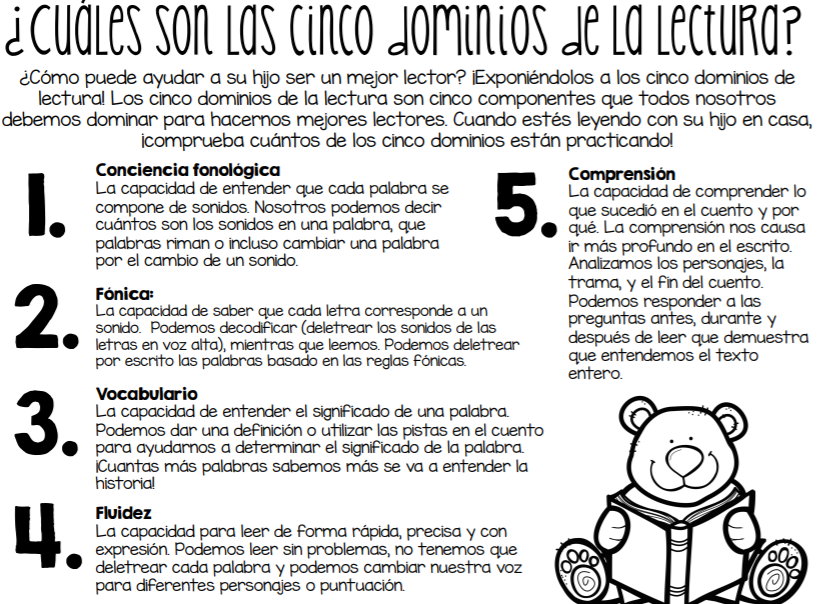 ¿Cuáles son las cinco dominios de la lectura?
¿Cómo puede ayudar a su hijo ser un mejor lector? ¡Exponiéndolos a los cinco dominios de
lectura! Los cinco dominios de la lectura son cinco componentes que todos nosotros
debemos dominar para hacernos mejores lectores. Cuando estés leyendo con su hijo en casa,
¡comprueba cuántos de los cinco dominios están practicando!
1.
Conciencia fonológica
La capacidad de entender que cada palabra se
compone de sonidos. Nosotros podemos decir
cuántos son los sonidos en una palabra, que
palabras riman o incluso cambiar una palabra
por el cambio de un sonido.
2.
Fónica:
La capacidad de saber que cada letra corresponde a un
sonido. Podemos decodificar (deletrear los sonidos de las
letras en voz alta), mientras que leemos. Podemos deletrear
por escrito las palabras basado en las reglas fónicas.
3.
Vocabulario
La capacidad de entender el significado de una palabra.
Podemos dar una definición o utilizar las pistas en el cuento
para ayudarnos a determinar el significado de la palabra.
¡Cuantas más palabras sabemos más se va a entender la
historia!
4.
Fluidez
La capacidad para leer de forma rápida, precisa y con
expresión. Podemos leer sin problemas, no tenemos que
deletrear cada palabra y podemos cambiar nuestra voz
para diferentes personajes o puntuación.
5.
Comprensión
La capacidad de comprender lo
que sucedió en el cuento y por
qué. La comprensión nos causa
ir más profundo en el escrito.
Analizamos los personajes, la
trama, y el fin del cuento.
Podemos responder a las
preguntas antes, durante y
después de leer que demuestra
que entendemos el texto
entero.